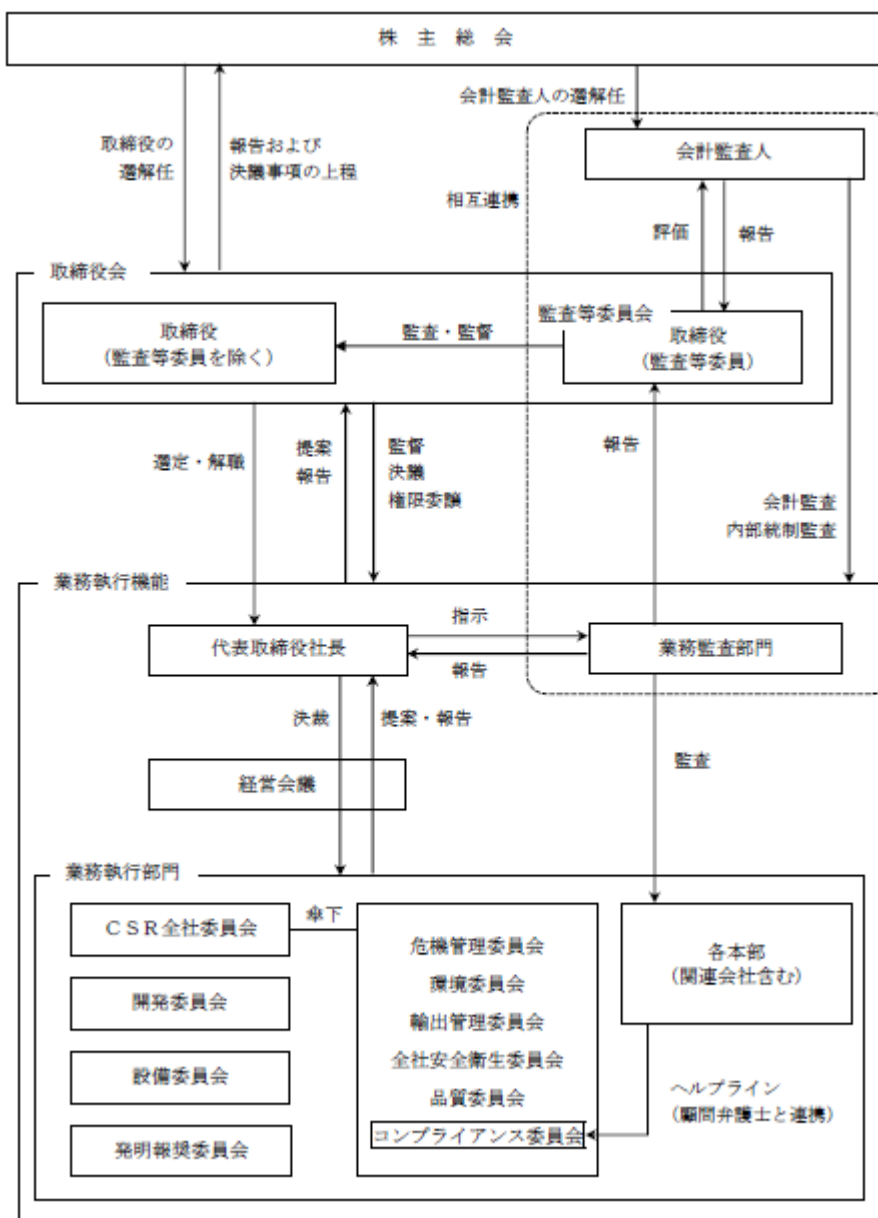 株 主 総 会
会計監査人の選解任
取締役の
選解任
報告および
決議事項の上程
会計監査人
相互連携
評価
報告
取締役会
監査等委員会
取締役
(監査等委員を除く)
監査・監督
取締役
(監査等委員)
選定・解職
提案
報告
監督
決議
権限委譲
報告
会計監査
内部統制監査
業務執行機能
代表取締役社長
指示
報告
業務監査部門
決裁
提案・報告
経営会議
監査
業務執行部門
CSR全社委員会
傘下
開発委員会
設備委員会
発明報奨委員会
危機管理委員会
環境委員会
輸出管理委員会
全社安全衛生委員会
品質委員会
コンプライアンス委員会
各本部
(関連会社含む)
ヘルプライン
(顧問弁護士と連携)